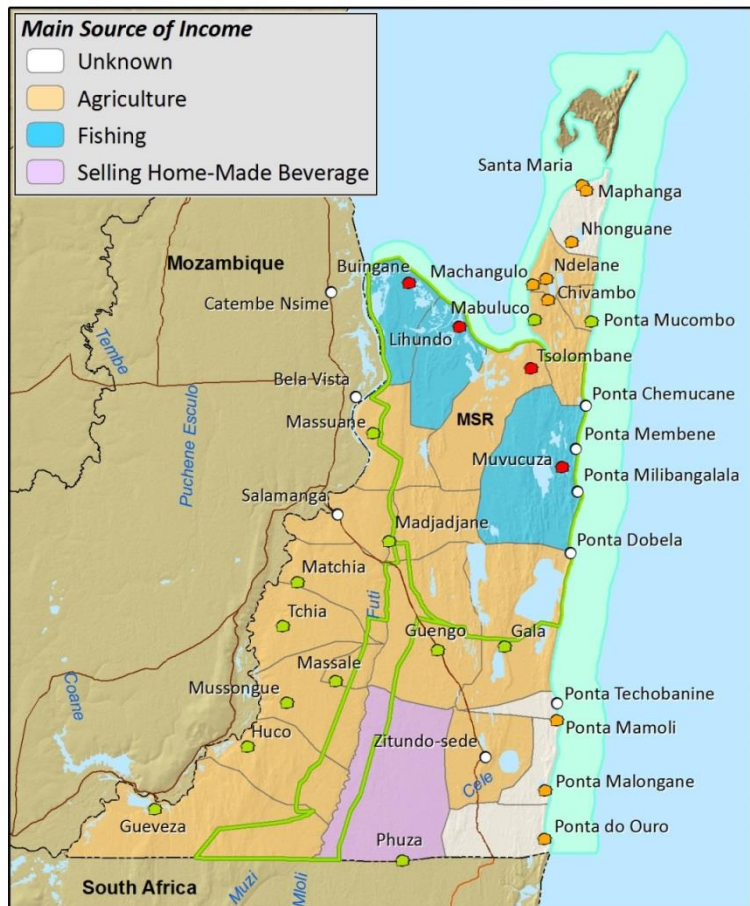 Main Source of Income
Unknown
Agriculture
Fishing
Selling Home-Made Beverage
Santa Maria
Maphanga
Nhonguane
Mozambique
Buingane
Machangulo
Ndelane
Catembe Nsime
Chivambo
Mabuluco
Ponta Mucombo
Lihundo
Tembe
Tsolombane
Bela Vista
Ponta Chemucane
Puchene Esculo
Massuane
MSR
Ponta Membene
Muvucuza
Ponta Milibangalala
Salamanga
Madjadjane
Ponta Dobela
Matchia
Futi
Tchia
Guengo
Gala
Massale
Coane
Mussongue
Ponta Techobanine
Ponta Mamoli
Huco
Zitundo-sede
Cele
Ponta Malongane
Gueveza
Phuza
Ponta do Ouro
South Africa
Muzi
Mloli